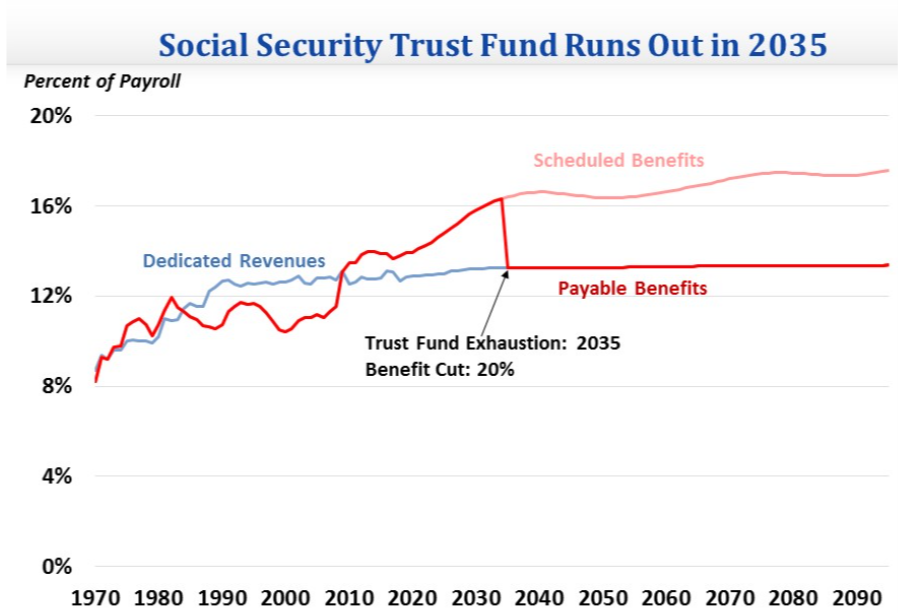 Social Security Trust Fund Runs Out in 2035
Percent of Payroll
20%
Scheduled Benefits
16%
Dedicated Revenues
12%
Payable Benefits
Trust Fund Exhaustion: 2035
Benefit Cut: 20%
8%
4%
0%
1970 1980 1990 2000 2010 2020 2030 2040 2050 2060 2070 2080 2090